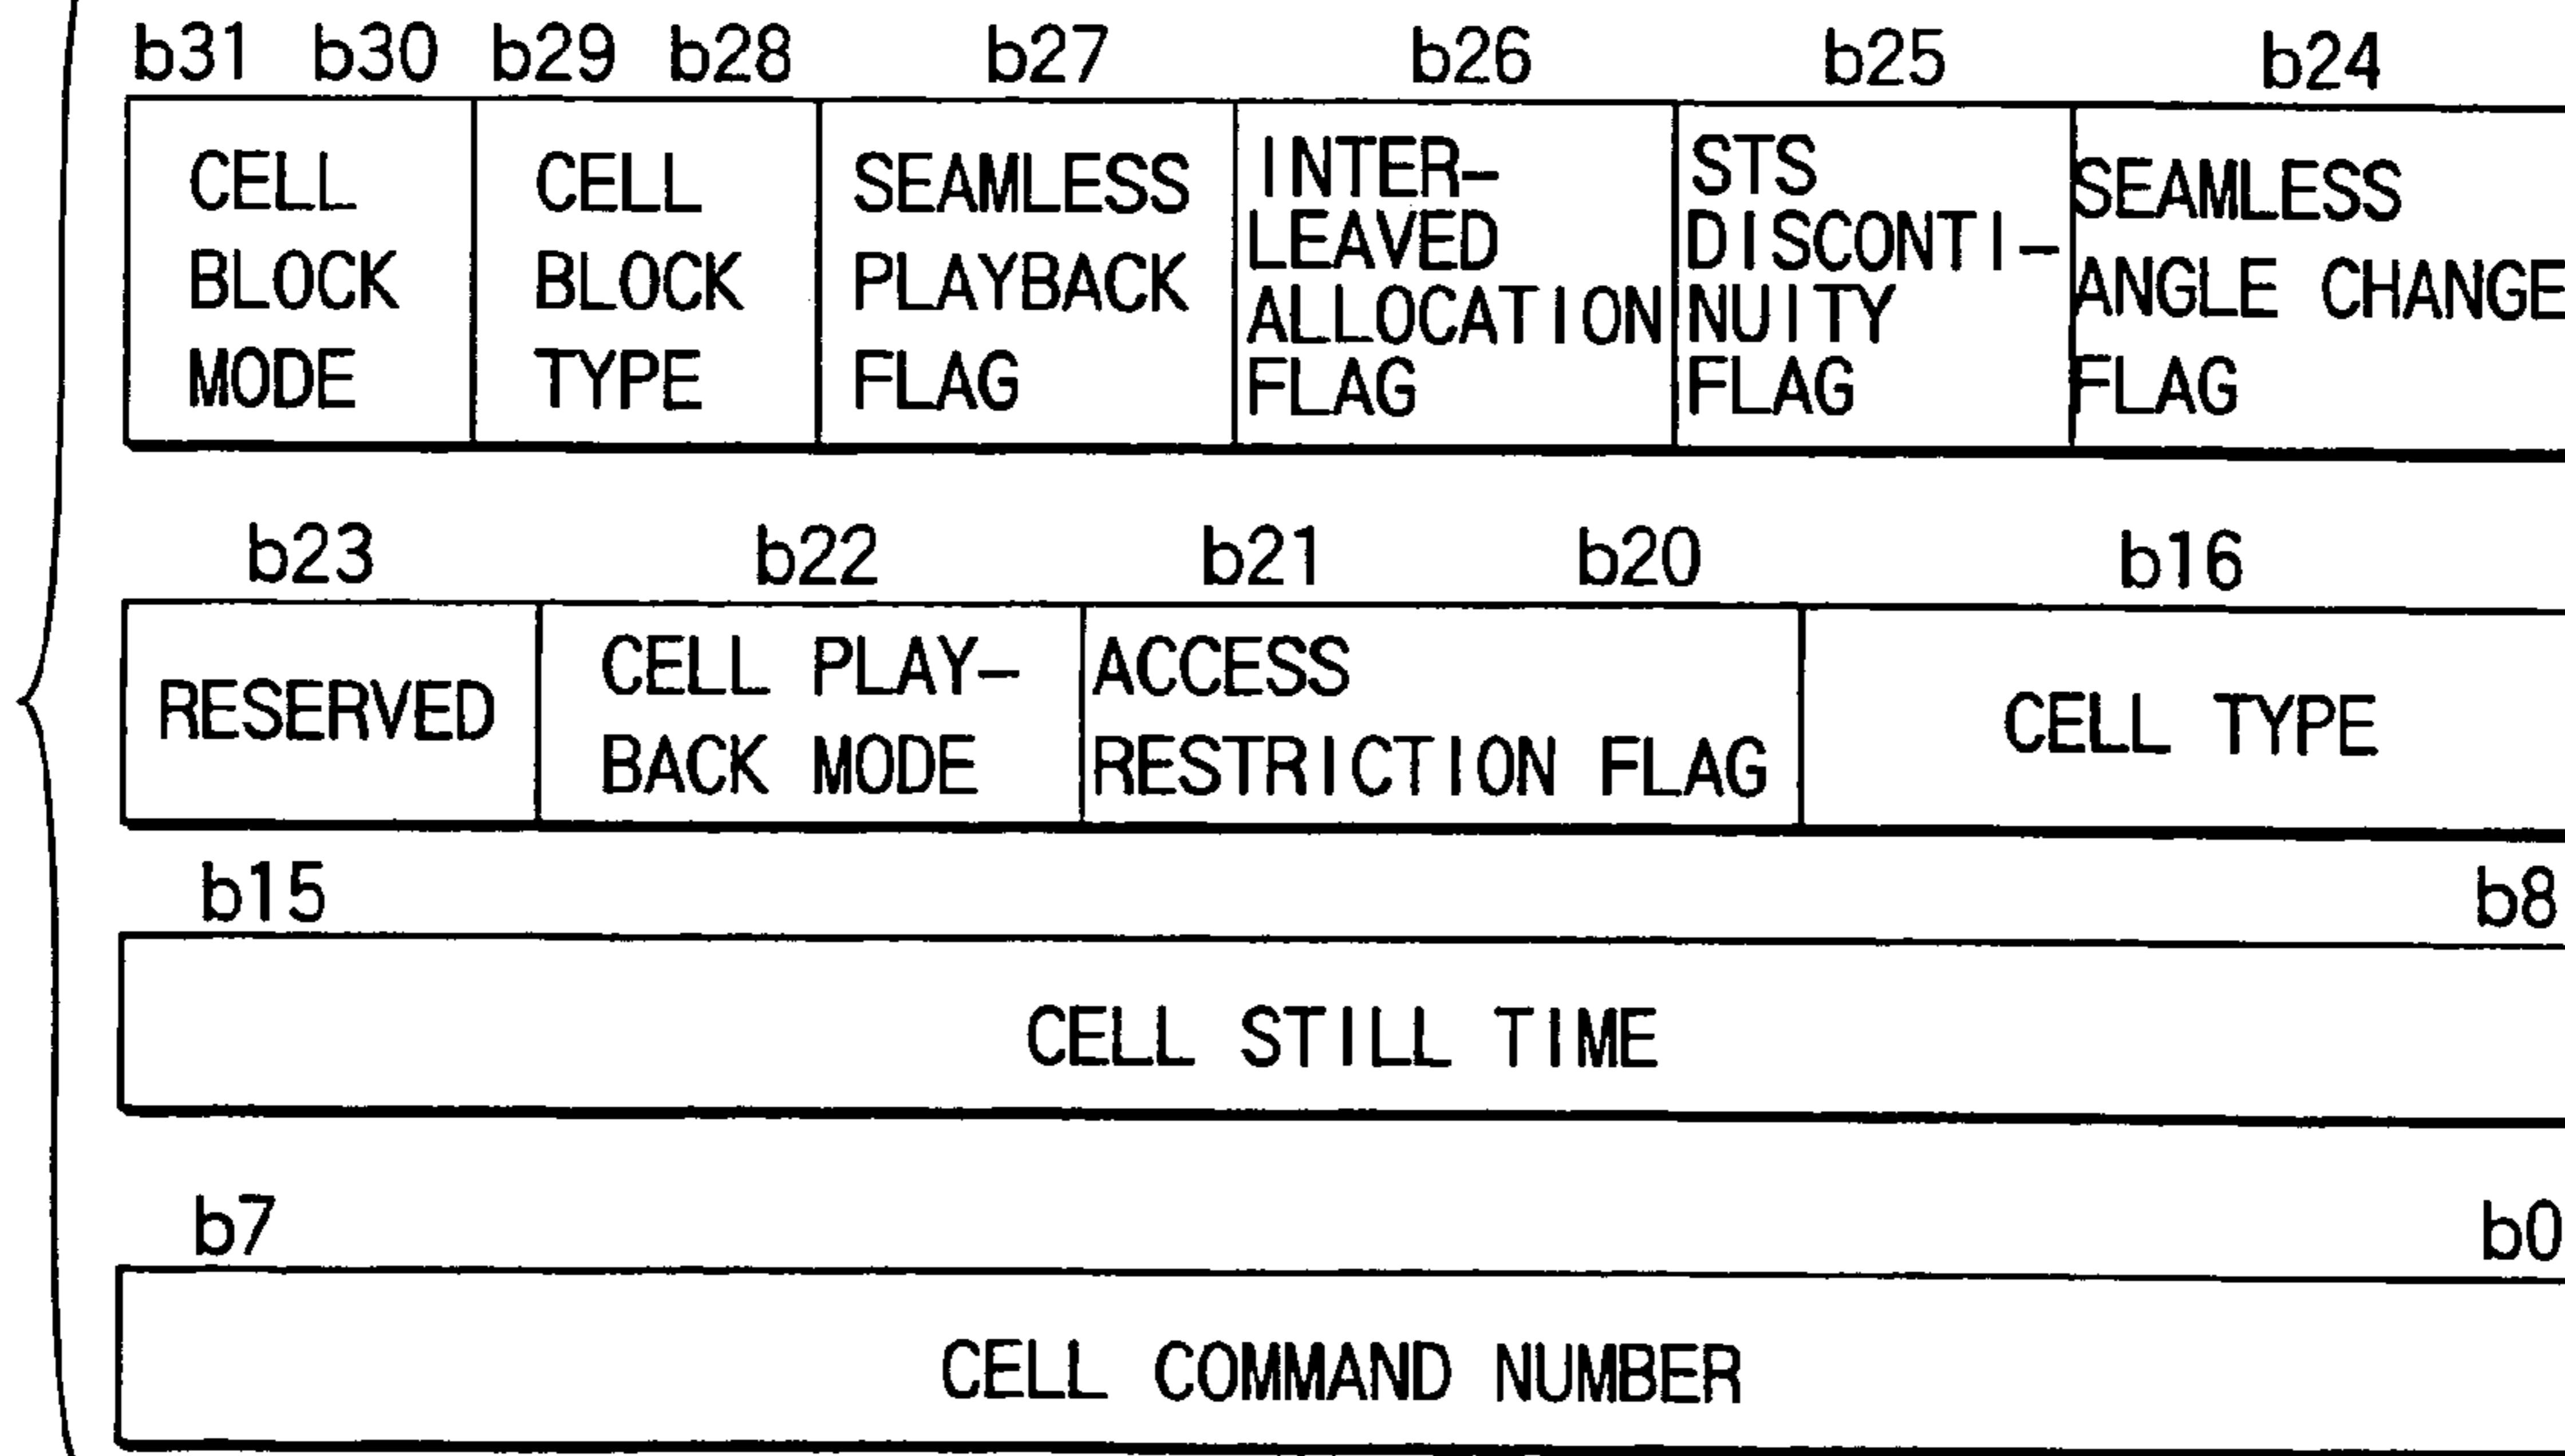 b31 b30 b29 b28 b27 b26 b25 b24
CELL BLOCK MODE
CELL BLOCK TYPE
SEAMLESS PLAYBACK FLAG
INTER-
LEAVED
ALLOCATION
FLAG
STS
DISCONTI-
NUITY
FLAG
SEAMLESS
ANGLE CHANGE
FLAG
b23 b22 b21 b20 b16
RESERVED
CELL PLAY-
BACK MODE
ACCESS
RESTRICTION FLAG
CELL TYPE
b15 b8
CELL STILL TIME
b7 b0
CELL COMMAND NUMBER